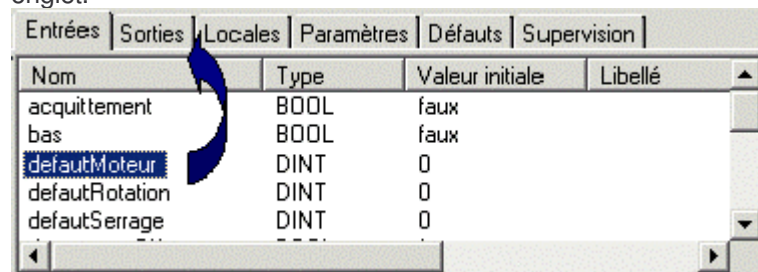 onglet.
Entrées Sorties Locales Paramètres Défauts Supervision
Nom Type Valeur initiale Libellé
acquittement BOOL faux
bas BOOL faux
defautMoteur DINT 0
defautRotation DINT 0
defautSerrage DINT 0